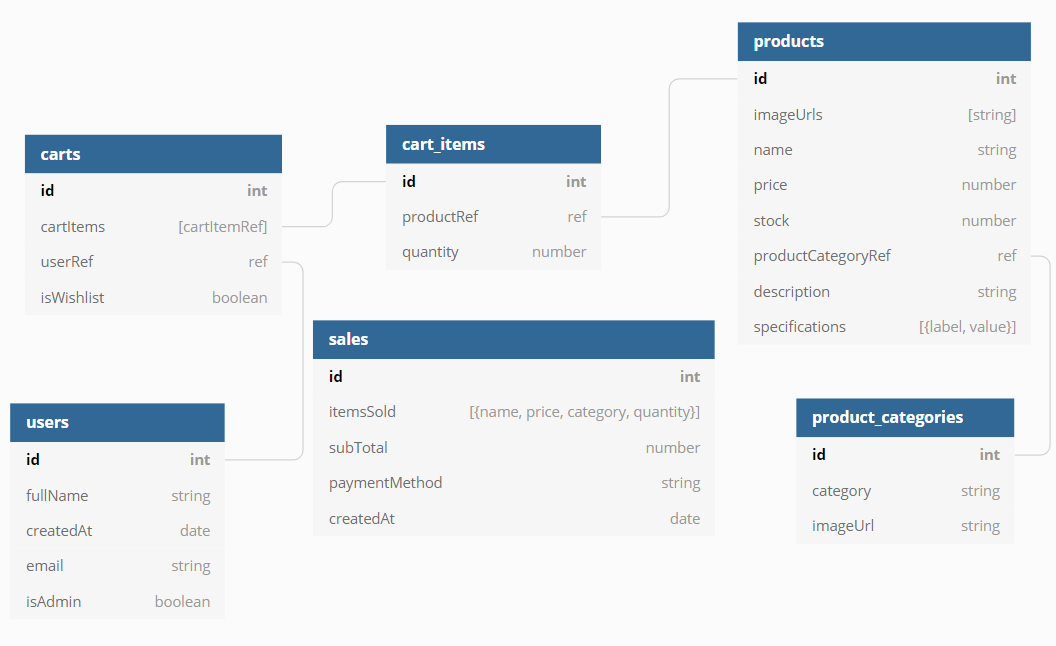 carts
id int
cartItems [cartItemRef]
userRef ref
isWishlist boolean
cart_items
id int
productRef ref
quantity number
products
id int
imageUrls [string]
name string
price number
stock number
productCategoryRef ref
description string
specifications [{label, value}]
users
id int
fullName string
createdAt date
email string
isAdmin boolean
sales
id int
itemsSold [{name, price, category, quantity}]
subTotal number
paymentMethod string
createdAt date
product_categories
id int
category string
imageUrl string